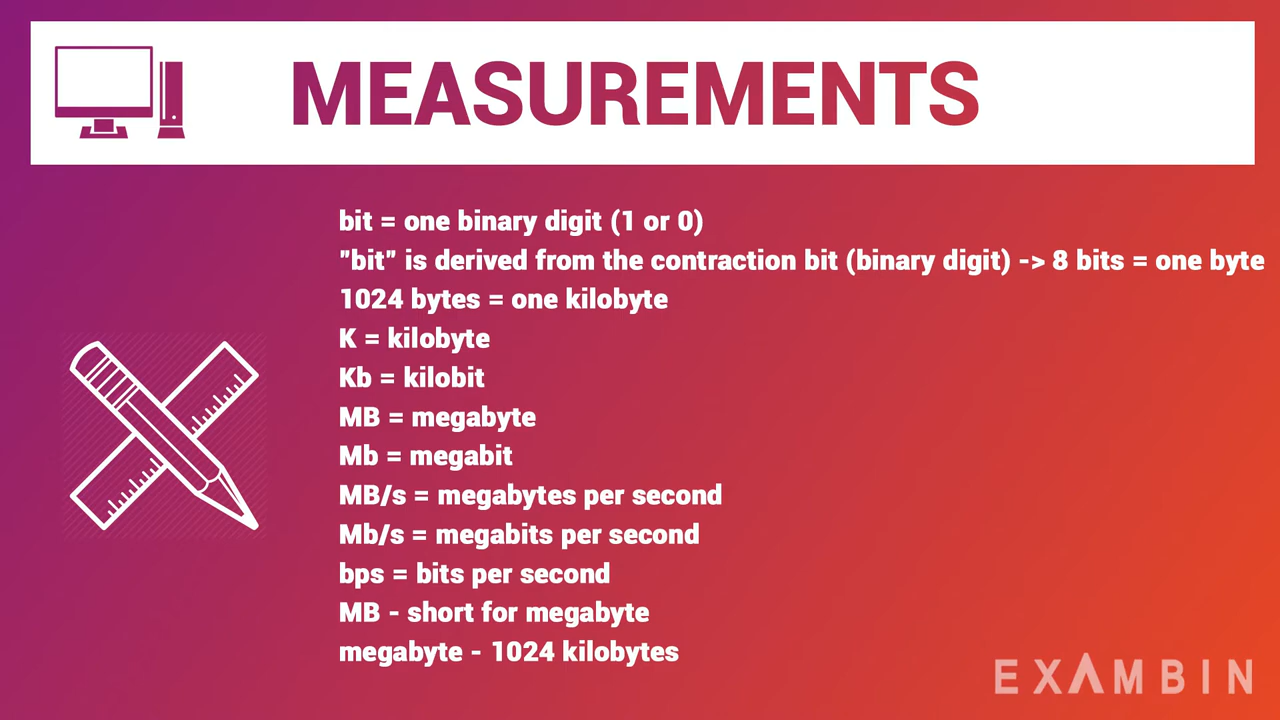 MEASUREMENTS
bit = one binary digit (1 or 0)
"bit" is derived from the contraction bit (binary digit) -> 8 bits = one byte
1024 bytes = one kilobyte
K = kilobyte
Kb = kilobit
MB = megabyte
Mb = megabit
MB/s = megabytes per second
Mb/s = megabits per second
bps = bits per second
MB - short for megabyte
megabyte - 1024 kilobytes
EXAMBIN